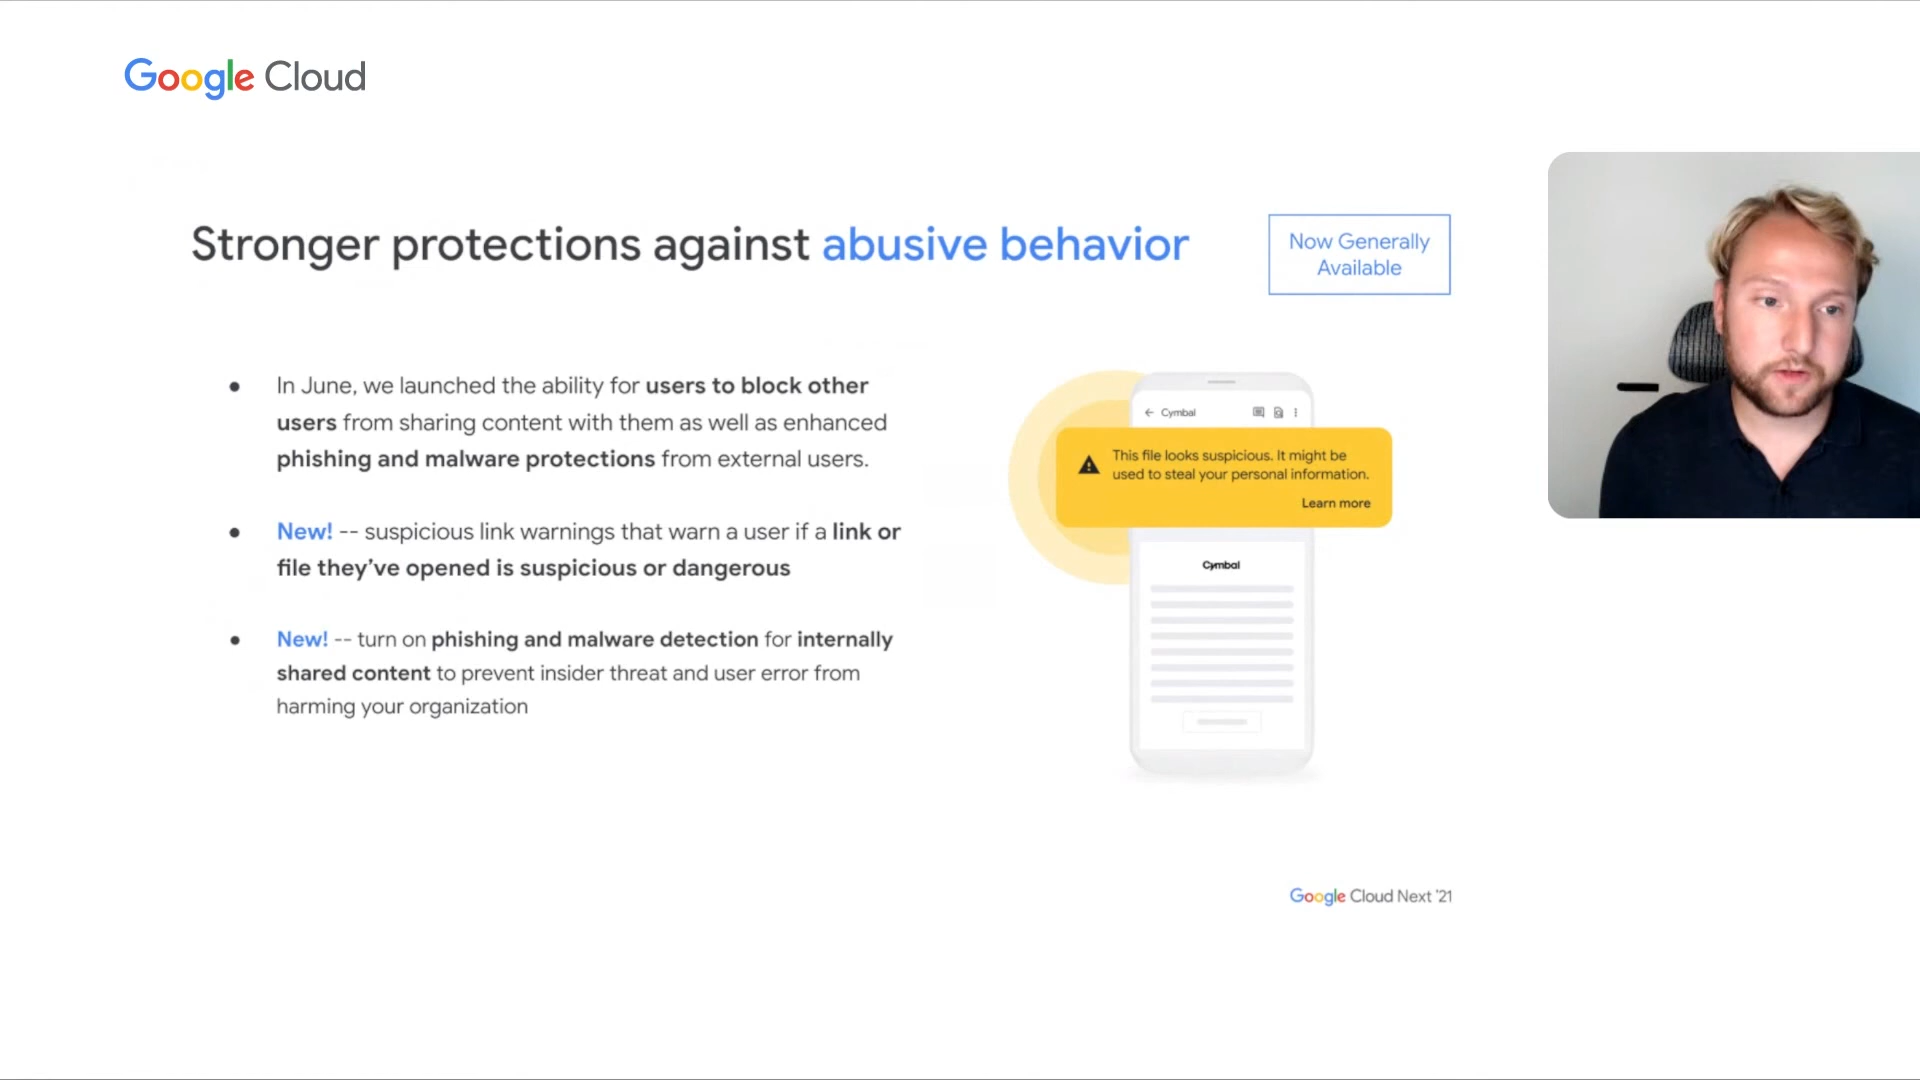 Google Cloud
Stronger protections against abusive behavior
Now Generally
Available
● In June, we launched the ability for users to block other
users from sharing content with them as well as enhanced
phishing and malware protections from external users.
● New! -- suspicious link warnings that warn a user if a link or
file they’ve opened is suspicious or dangerous
● New! -- turn on phishing and malware detection for internally
shared content to prevent insider threat and user error from
harming your organization
Cymbal
This file looks suspicious. It might be
used to steal your personal information.
Learn more
Cymbal
Google Cloud Next '21